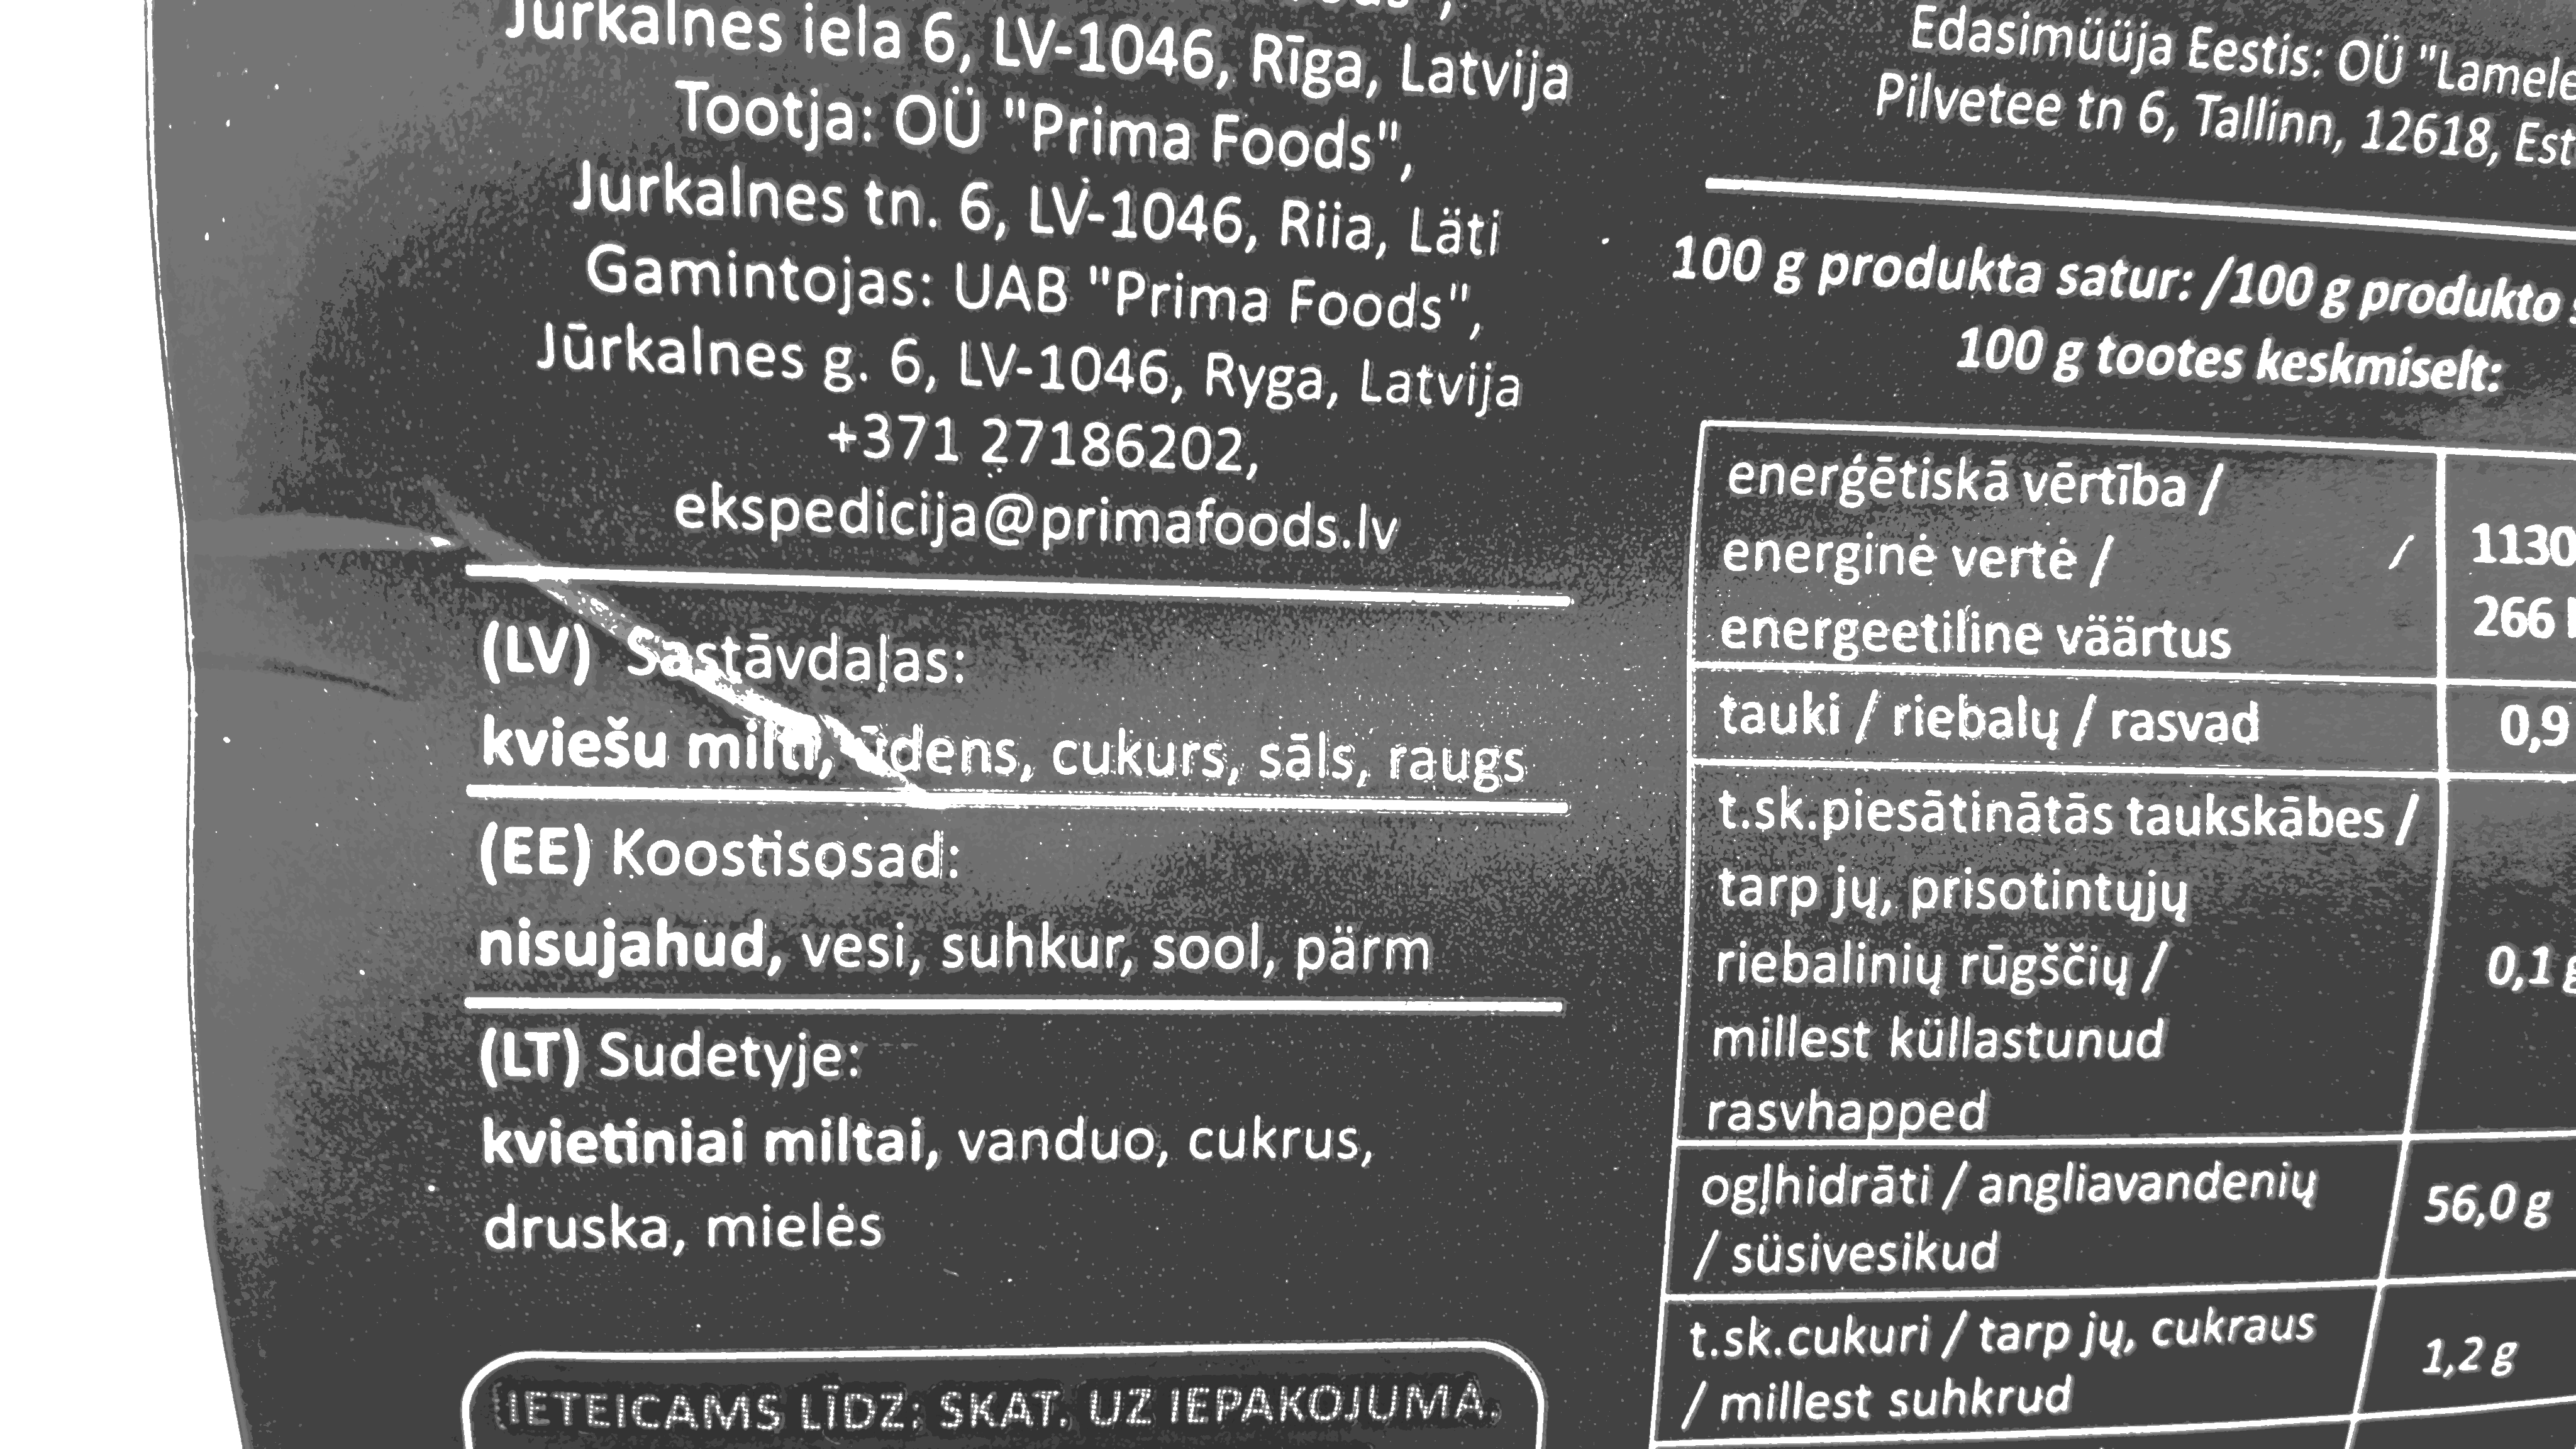 Jūrkalnes iela 6, LV-1046, Rīga, Latvija
Tootja: OÜ "Prima Foods",
Jurkalnes tn. 6, LV-1046, Riia, Läti
Gamintojas: UAB "Prima Foods",
Jūrkalnes g. 6, LV-1046, Ryga, Latvija
+371 27186202,
ekspedicija@primafoods.lv
(LV) Sastāvdaļas:
kviešu milti, ūdens, cukurs, sāls, raugs
(EE) Koostisosad:
nisujahud, vesi, suhkur, sool, pärm
(LT) Sudetyje:
kvietiniai miltai, vanduo, cukrus,
druska, mielės
IETEICAMS LĪDZ: SKAT. UZ IEPAKOJUMA.
Edasimüüja Eestis: OÜ "Lamele
Pilvetee tn 6, Tallinn, 12618, Est
100 g produkta satur: /100 g produkto
100 g tootes keskmiselt:
enerģētiskā vērtība /
energinė vertė / 1130
energeetiline väärtus 266
tauki / riebalų / rasvad 0,9
t.sk.piesātinātās taukskābes /
tarp jų, prisotintųjų
riebalinių rūgščių / 0,1 g
millest küllastunud
rasvhapped
ogļhidrāti / angliavandenių 56,0 g
/ süsivesikud
t.sk.cukuri / tarp jų, cukraus 1,2 g
/ millest suhkrud